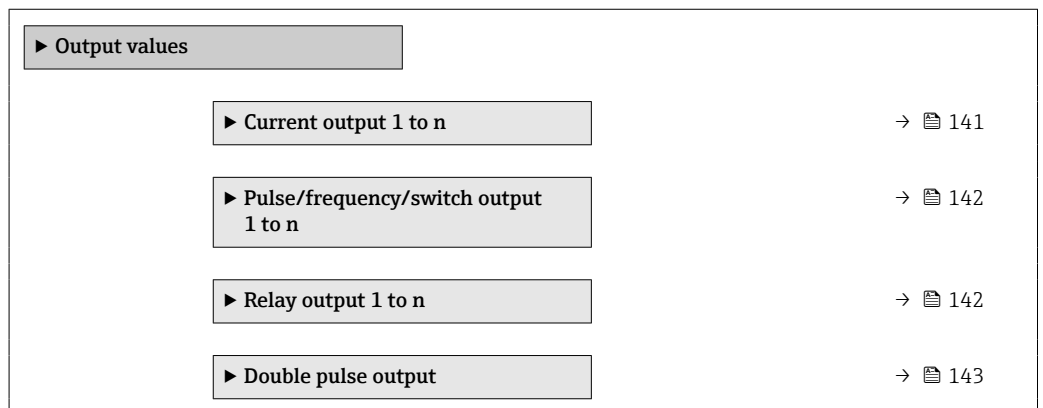 ▶ Output values
▶ Current output 1 to n → 141
▶ Pulse/frequency/switch output → 142
1 to n
▶ Relay output 1 to n → 142
▶ Double pulse output → 143